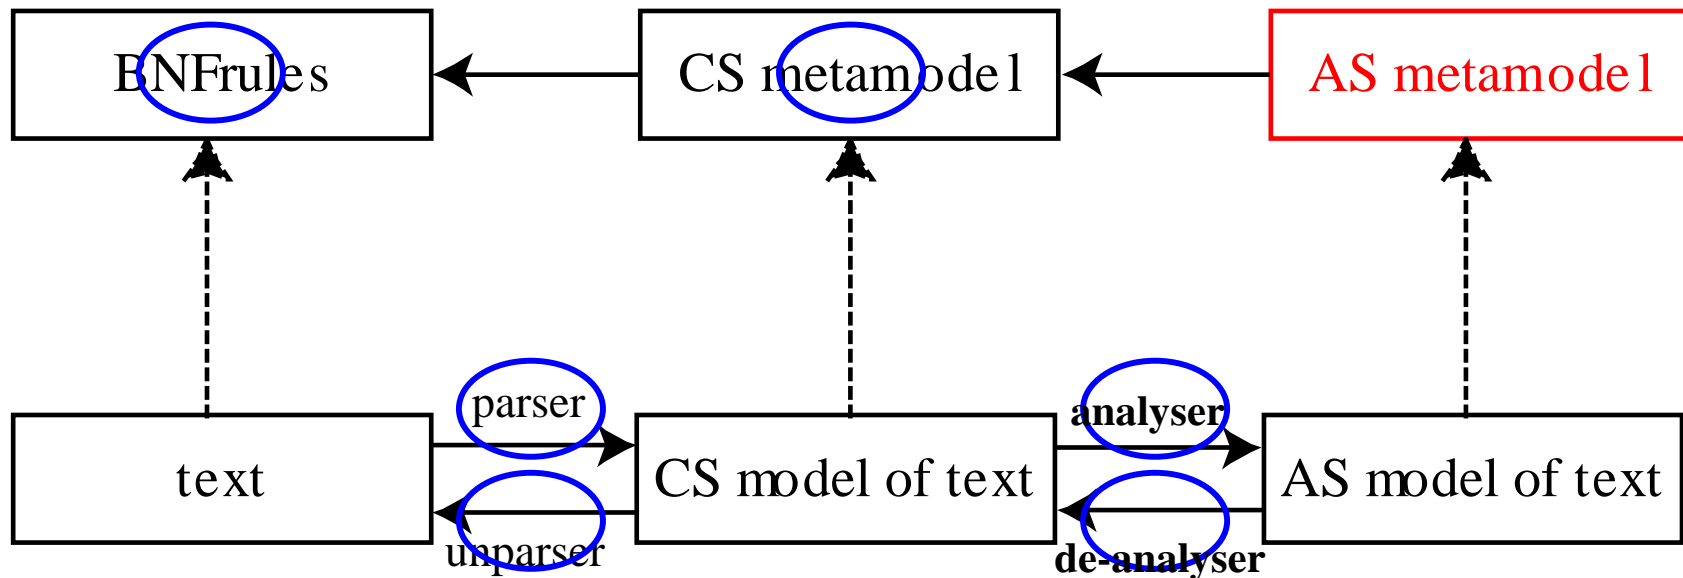 BNFrules
CS metamodel
AS metamodel
parser
analyser
text
CS model of text
AS model of text
unparser
de-analyser